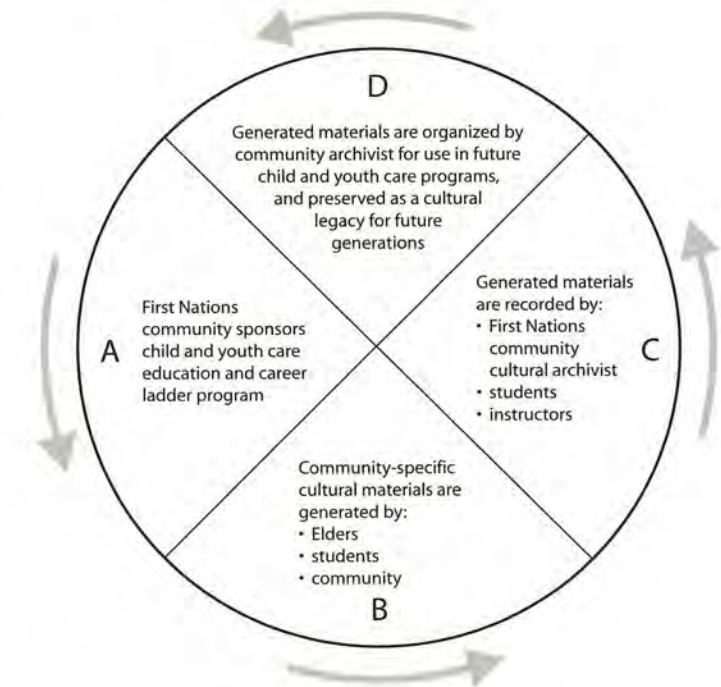 D
Generated materials are organized by
community archivist for use in future
child and youth care programs,
and preserved as a cultural
legacy for future
generations
A
First Nations
community sponsors
child and youth care
education and career
ladder program
Generated materials
are recorded by:
• First Nations
community
cultural archivist
• students
• instructors
C
Community-specific
cultural materials are
generated by:
• Elders
• students
• community
B